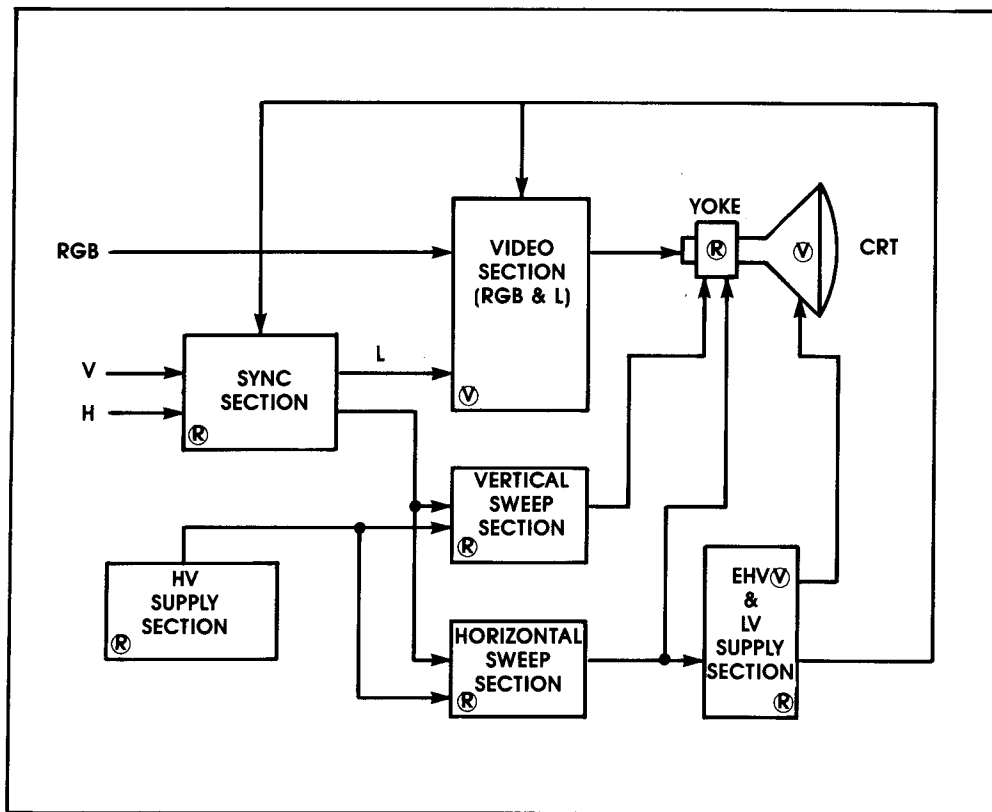 YOKE
RGB
VIDEO
SECTION
(RGB & L)
R
V
CRT
V
H
SYNC
SECTION
R
L
V
VERTICAL
SWEEP
SECTION
R
HV
SUPPLY
SECTION
R
HORIZONTAL
SWEEP
SECTION
R
EHV V
&
LV
SUPPLY
SECTION
R